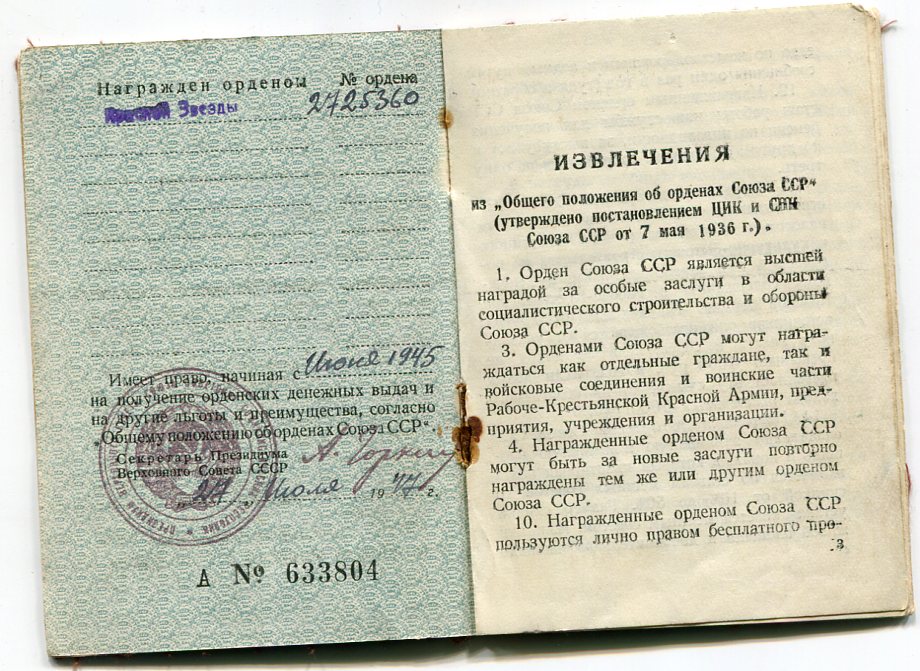 Награжден орденом № ордена
Красной Звезды 2725360
Имеет право, начиная с Июня 1945
на получение орденских денежных выдач и
на другие льготы и преимущества, согласно
„Общему положению об орденах Союза ССР“.
Секретарь Президиума
Верховного Совета СССР
А. Горкин
„24“ Июля 1947 г.
А № 633804
ИЗВЛЕЧЕНИЯ
из „Общего положения об орденах Союза ССР“
(утверждено постановлением ЦИК и СНК
Союза ССР от 7 мая 1936 г.).
1. Орден Союза ССР является высшей
наградой за особые заслуги в области
социалистического строительства и обороны
Союза ССР.
3. Орденами Союза ССР могут награ-
ждаться как отдельные граждане, так и
войсковые соединения и воинские части
Рабоче-Крестьянской Красной Армии, пред-
приятия, учреждения и организации.
4. Награжденные орденом Союза ССР
могут быть за новые заслуги повторно
награждены тем же или другим орденом
Союза ССР.
10. Награжденные орденом Союза ССР
пользуются лично правом бесплатного про-
3